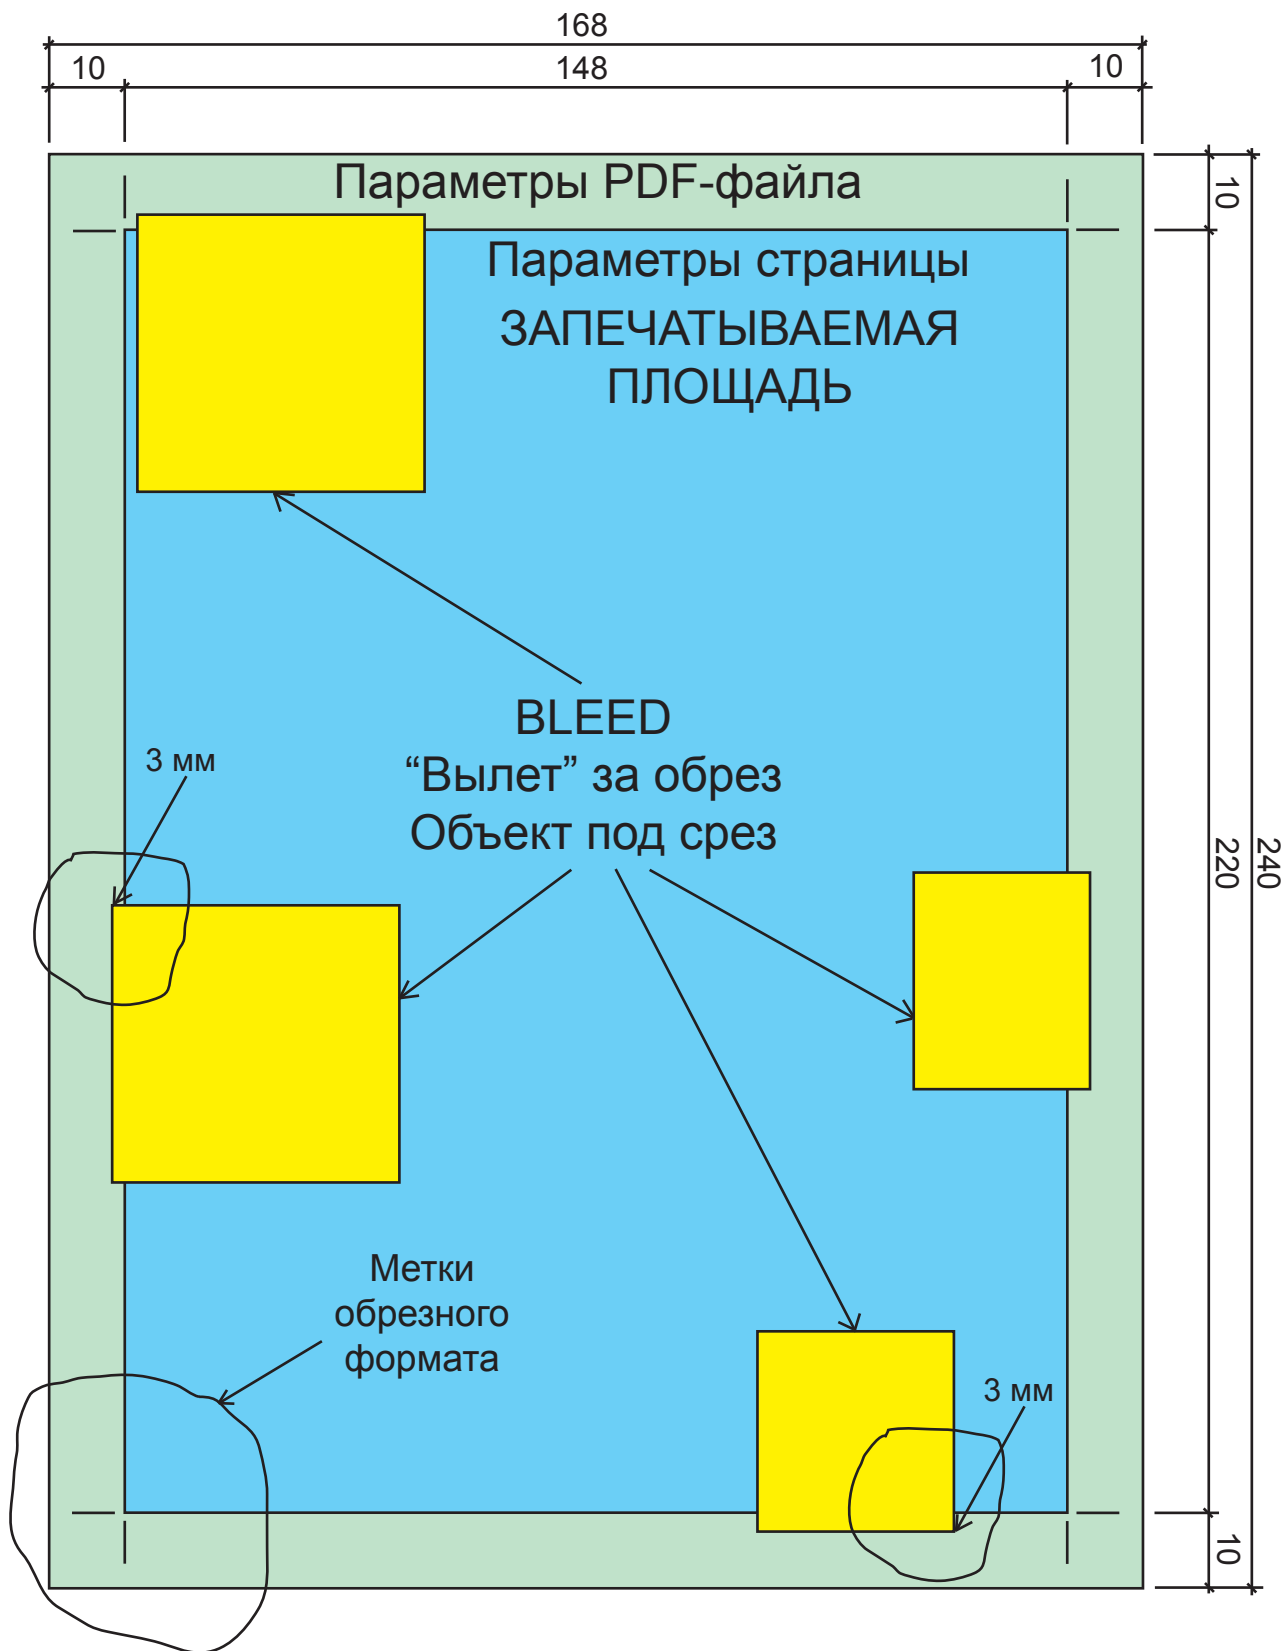 168
10
148
10
Параметры PDF-файла
10
Параметры страницы
ЗАПЕЧАТЫВАЕМАЯ
ПЛОЩАДЬ
BLEED
“Вылет” за обрез
Объект под срез
3 мм
220
240
Метки
обрезного
формата
3 мм
10